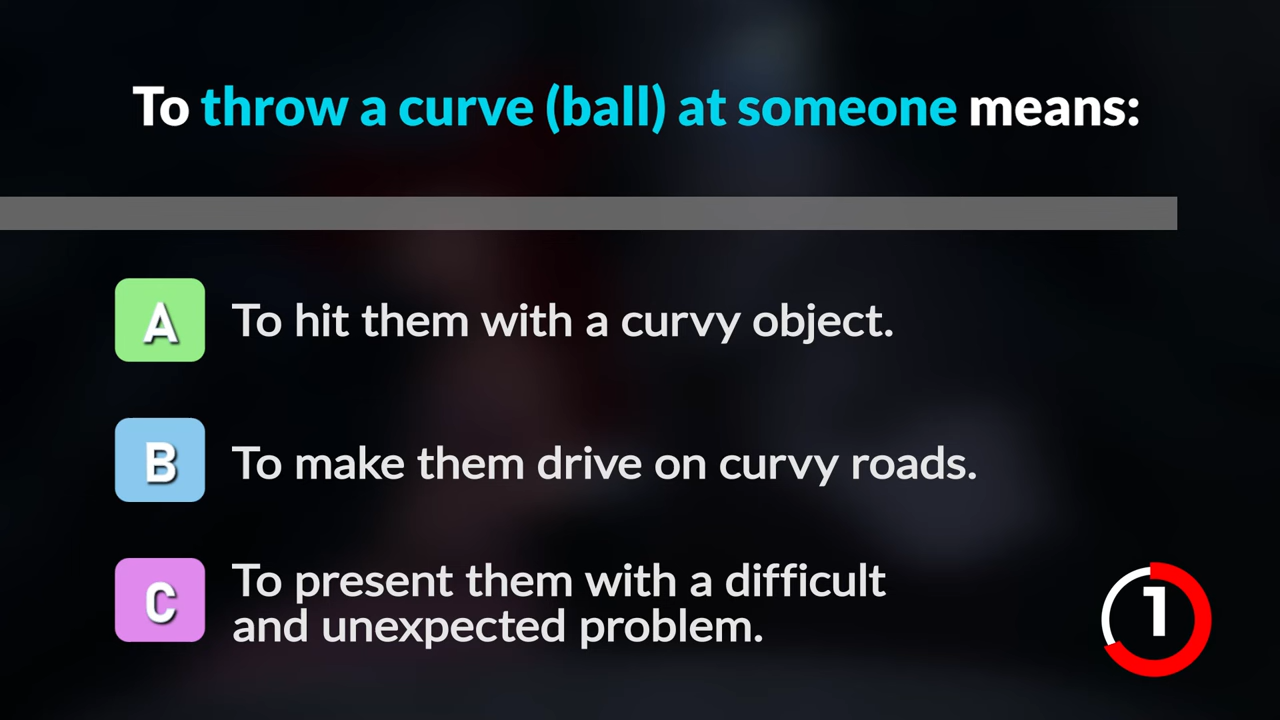 To throw a curve (ball) at someone means:
A To hit them with a curvy object.
B To make them drive on curvy roads.
C To present them with a difficult
and unexpected problem.
1